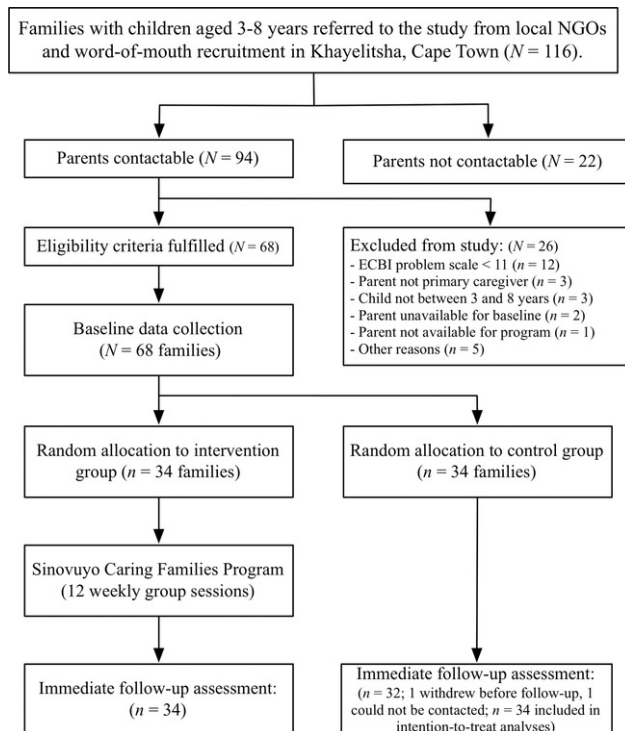 Families with children aged 3-8 years referred to the study from local NGOs
and word-of-mouth recruitment in Khayelitsha, Cape Town (N = 116).
Parents contactable (N = 94)
Parents not contactable (N = 22)
Eligibility criteria fulfilled (N = 68)
Excluded from study: (N = 26)
- ECBI problem scale < 11 (n = 12)
- Parent not primary caregiver (n = 3)
- Child not between 3 and 8 years (n = 3)
- Parent unavailable for baseline (n = 2)
- Parent not available for program (n = 1)
- Other reasons (n = 5)
Baseline data collection
(N = 68 families)
Random allocation to intervention
group (n = 34 families)
Random allocation to control group
(n = 34 families)
Sinovuyo Caring Families Program
(12 weekly group sessions)
Immediate follow-up assessment:
(n = 34)
Immediate follow-up assessment:
(n = 32; 1 withdrew before follow-up, 1
could not be contacted; n = 34 included in
intention-to-treat analyses)